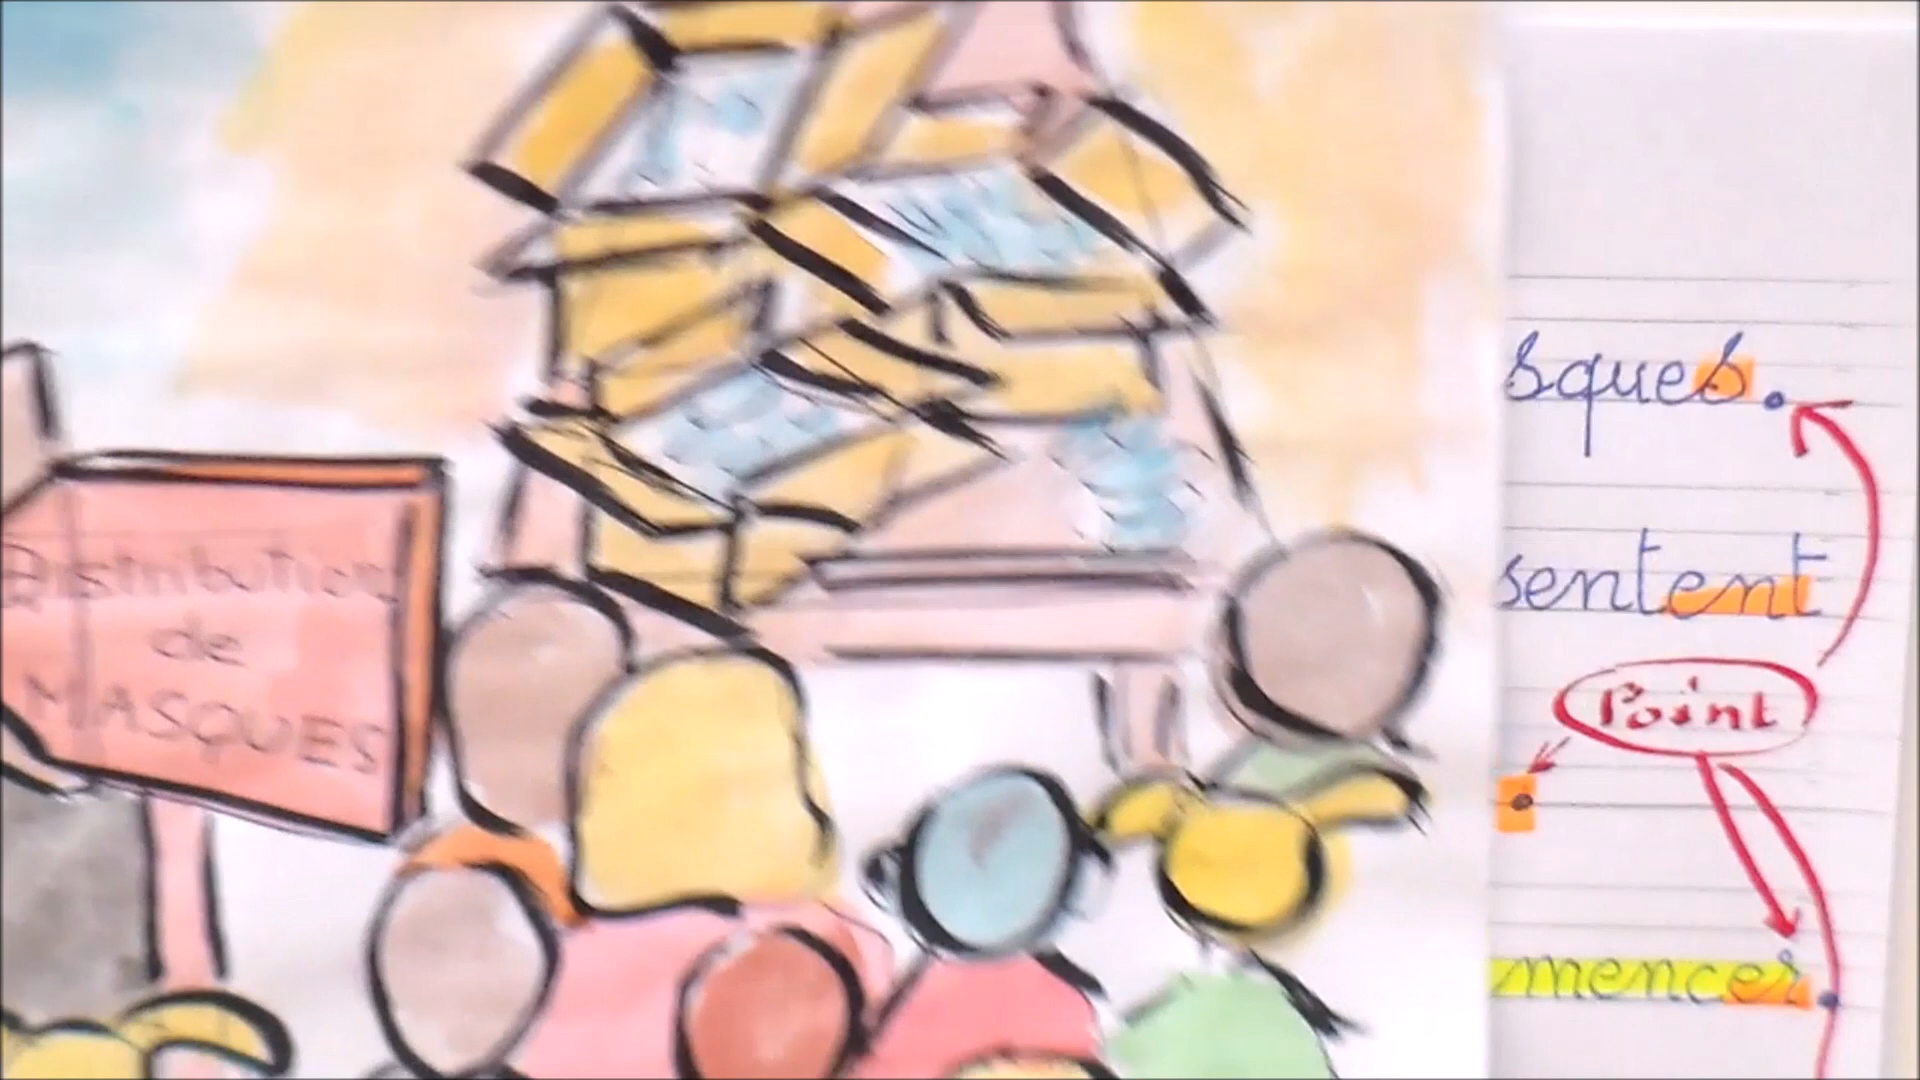 Distribution
de
MASQUES
sques.
sentent
Point
.
mencer.